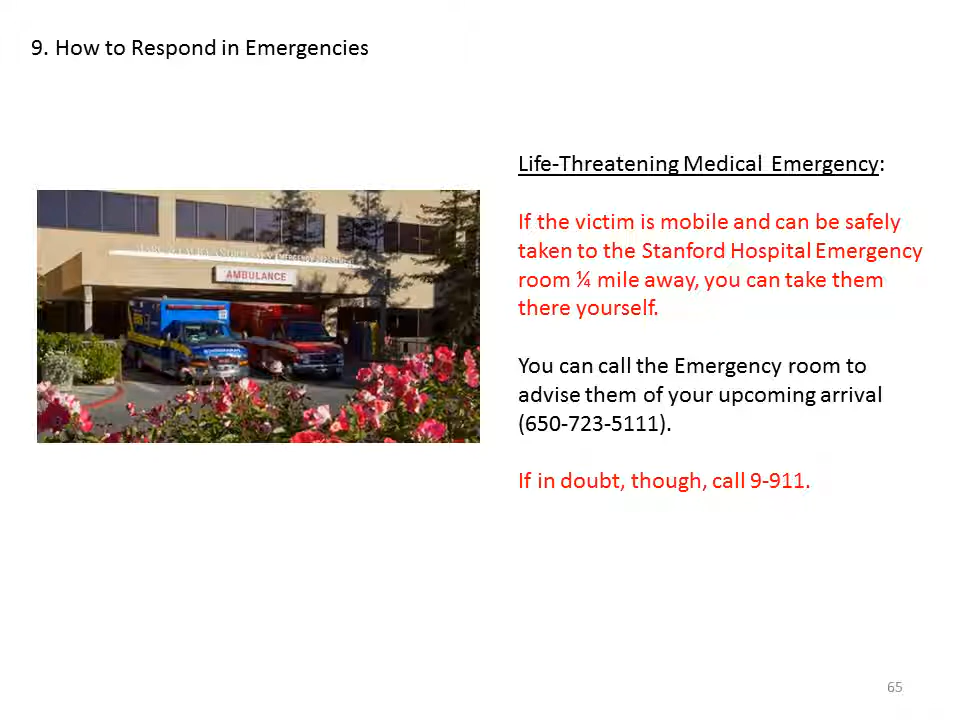 9. How to Respond in Emergencies
Life-Threatening Medical Emergency:
If the victim is mobile and can be safely
taken to the Stanford Hospital Emergency
room ¼ mile away, you can take them
there yourself.
You can call the Emergency room to
advise them of your upcoming arrival
(650-723-5111).
If in doubt, though, call 9-911.
AMBULANCE
65